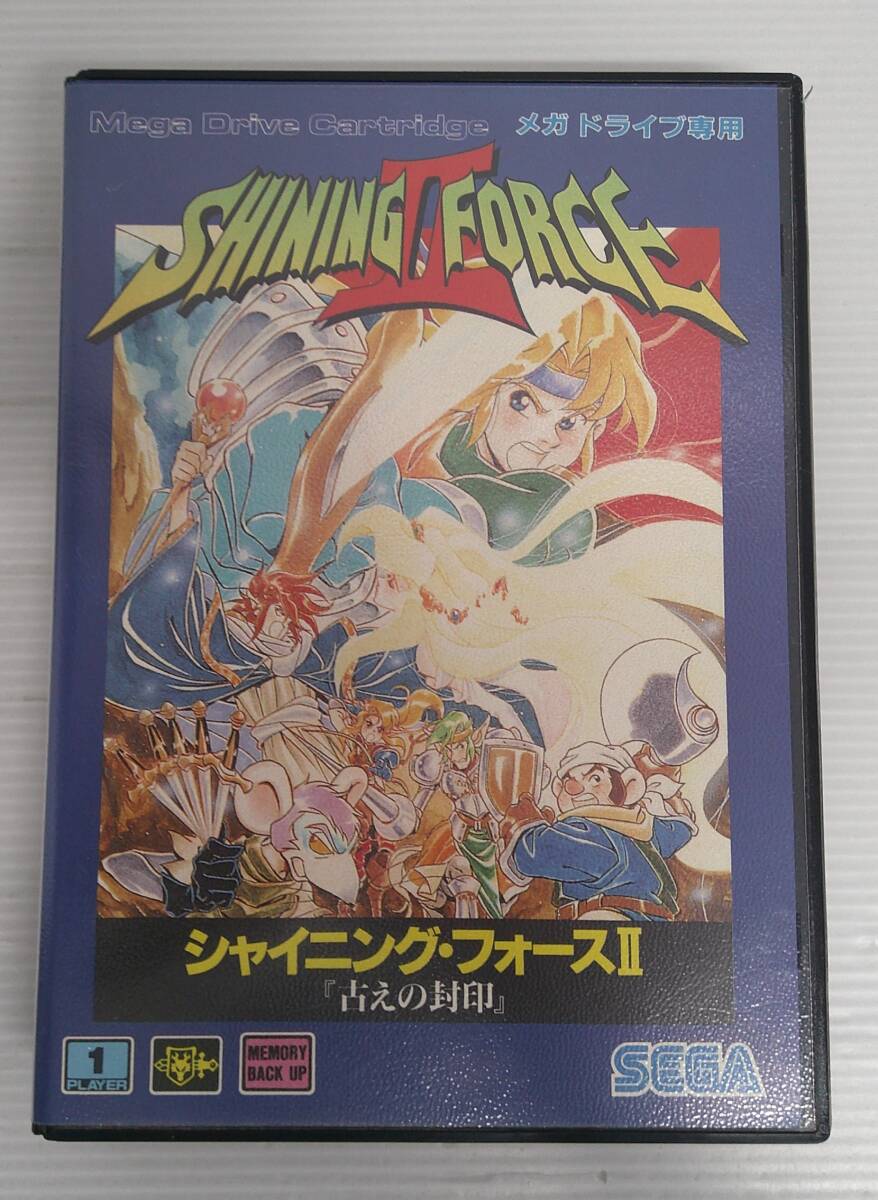 Mega Drive Cartridge メガドライブ専用
SHINING FORCE II
シャイニング・フォースII
『古えの封印』
1
PLAYER
MEMORY
BACK UP
SEGA